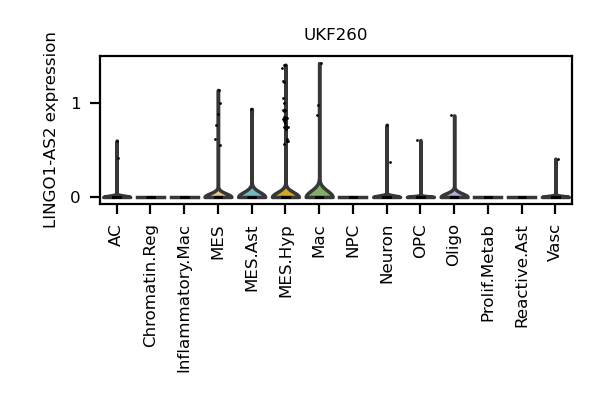 UKF260
LINGO1-AS2 expression
1
0
AC
Chromatin.Reg
Inflammatory.Mac
MES
MES.Ast
MES.Hyp
Mac
NPC
Neuron
OPC
Oligo
Prolif.Metab
Reactive.Ast
Vasc